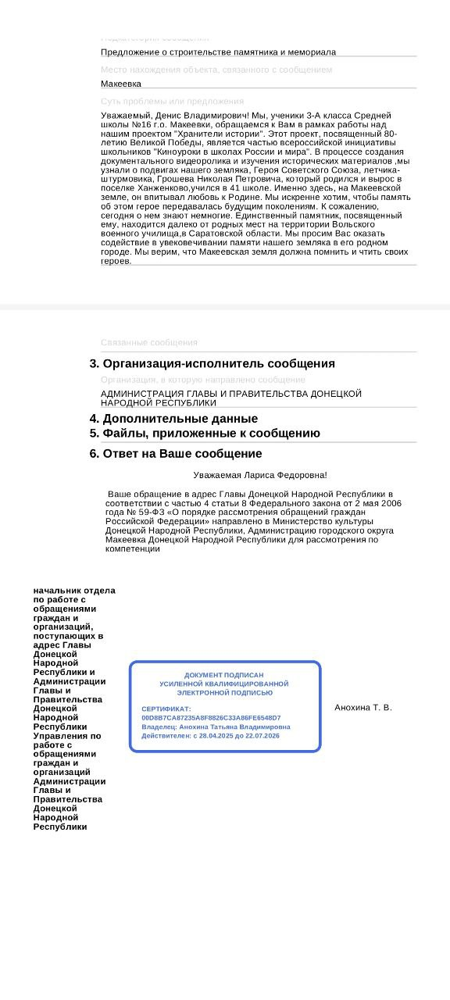 Предложение о строительстве памятника и мемориала
Место нахождения объекта, связанного с сообщением
Макеевка
Суть проблемы или предложения
Уважаемый, Денис Владимирович! Мы, ученики 3-А класса Средней
школы №16 г.о. Макеевки, обращаемся к Вам в рамках работы над
нашим проектом "Хранители истории". Этот проект, посвященный 80-
летию Великой Победы, является частью всероссийской инициативы
школьников "Киноуроки в школах России и мира". В процессе создания
документального видеоролика и изучения исторических материалов ,мы
узнали о подвигах нашего земляка, Героя Советского Союза, летчика-
штурмовика, Грошева Николая Петровича, который родился и вырос в
поселке Ханженково,учился в 41 школе. Именно здесь, на Макеевской
земле, он впитывал любовь к Родине. Мы искренне хотим, чтобы память
об этом герое передавалась будущим поколениям. К сожалению,
сегодня о нем знают немногие. Единственный памятник, посвященный
ему, находится далеко от родных мест на территории Вольского
военного училища,в Саратовской области. Мы просим Вас оказать
содействие в увековечивании памяти нашего земляка в его родном
городе. Мы верим, что Макеевская земля должна помнить и чтить своих
героев.
Связанные сообщения
3. Организация-исполнитель сообщения
Организация, в которую направлено сообщение
АДМИНИСТРАЦИЯ ГЛАВЫ И ПРАВИТЕЛЬСТВА ДОНЕЦКОЙ
НАРОДНОЙ РЕСПУБЛИКИ
4. Дополнительные данные
5. Файлы, приложенные к сообщению
6. Ответ на Ваше сообщение
Уважаемая Лариса Федоровна!
Ваше обращение в адрес Главы Донецкой Народной Республики в
соответствии с частью 4 статьи 8 Федерального закона от 2 мая 2006
года № 59-ФЗ «О порядке рассмотрения обращений граждан
Российской Федерации» направлено в Министерство культуры
Донецкой Народной Республики, Администрацию городского округа
Макеевка Донецкой Народной Республики для рассмотрения по
компетенции
начальник отдела
по работе с
обращениями
граждан и
организаций,
поступающих в
адрес Главы
Донецкой
Народной
Республики и
Администрации
Главы и
Правительства
Донецкой
Народной
Республики
Управления по
работе с
обращениями
граждан и
организаций
Администрации
Главы и
Правительства
Донецкой
Народной
Республики
ДОКУМЕНТ ПОДПИСАН
УСИЛЕННОЙ КВАЛИФИЦИРОВАННОЙ
ЭЛЕКТРОННОЙ ПОДПИСЬЮ
СЕРТИФИКАТ:
00D8B7CA87235A8F8826C33A86FE6548D7
Владелец: Анохина Татьяна Владимировна
Действителен: с 28.04.2025 до 22.07.2026
Анохина Т. В.